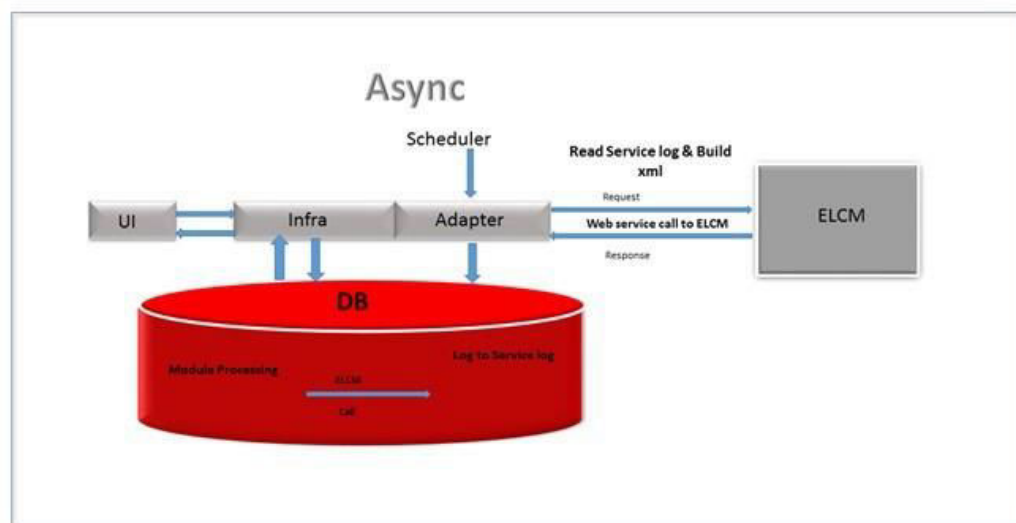 Async
Scheduler
Read Service log & Build
xml
Request
UI
Infra
Adapter
Web service call to ELCM
ELCM
Response
DB
Log to Service log
Module Processing
ELCM
Call